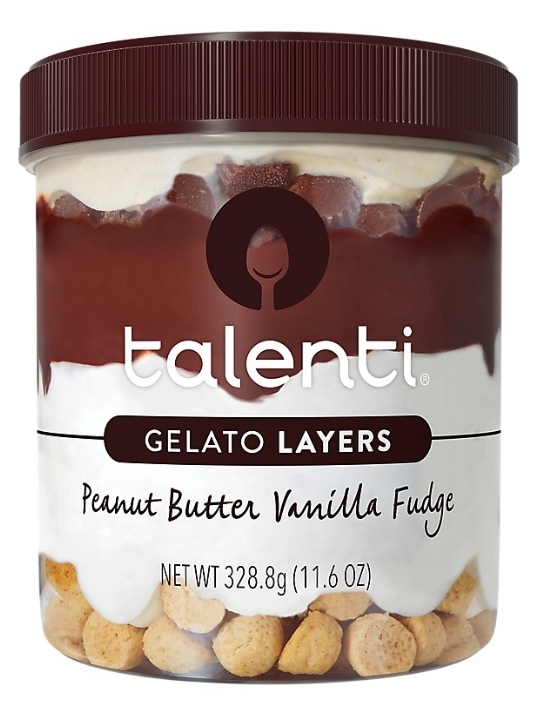 talenti®
GELATO LAYERS
Peanut Butter Vanilla Fudge
NET WT 328.8g (11.6 OZ)